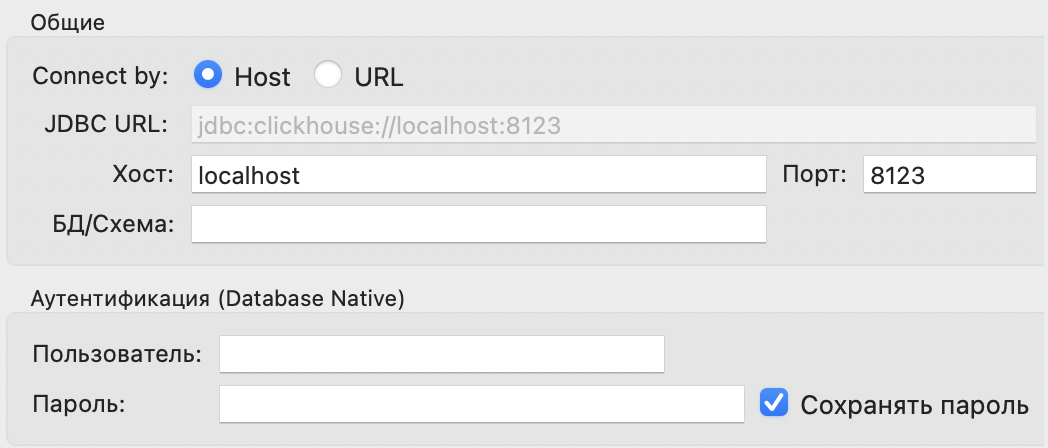 Общие
Connect by: Host URL
JDBC URL: jdbc:clickhouse://localhost:8123
Хост: localhost Порт: 8123
БД/Схема:
Аутентификация (Database Native)
Пользователь:
Пароль: Сохранять пароль